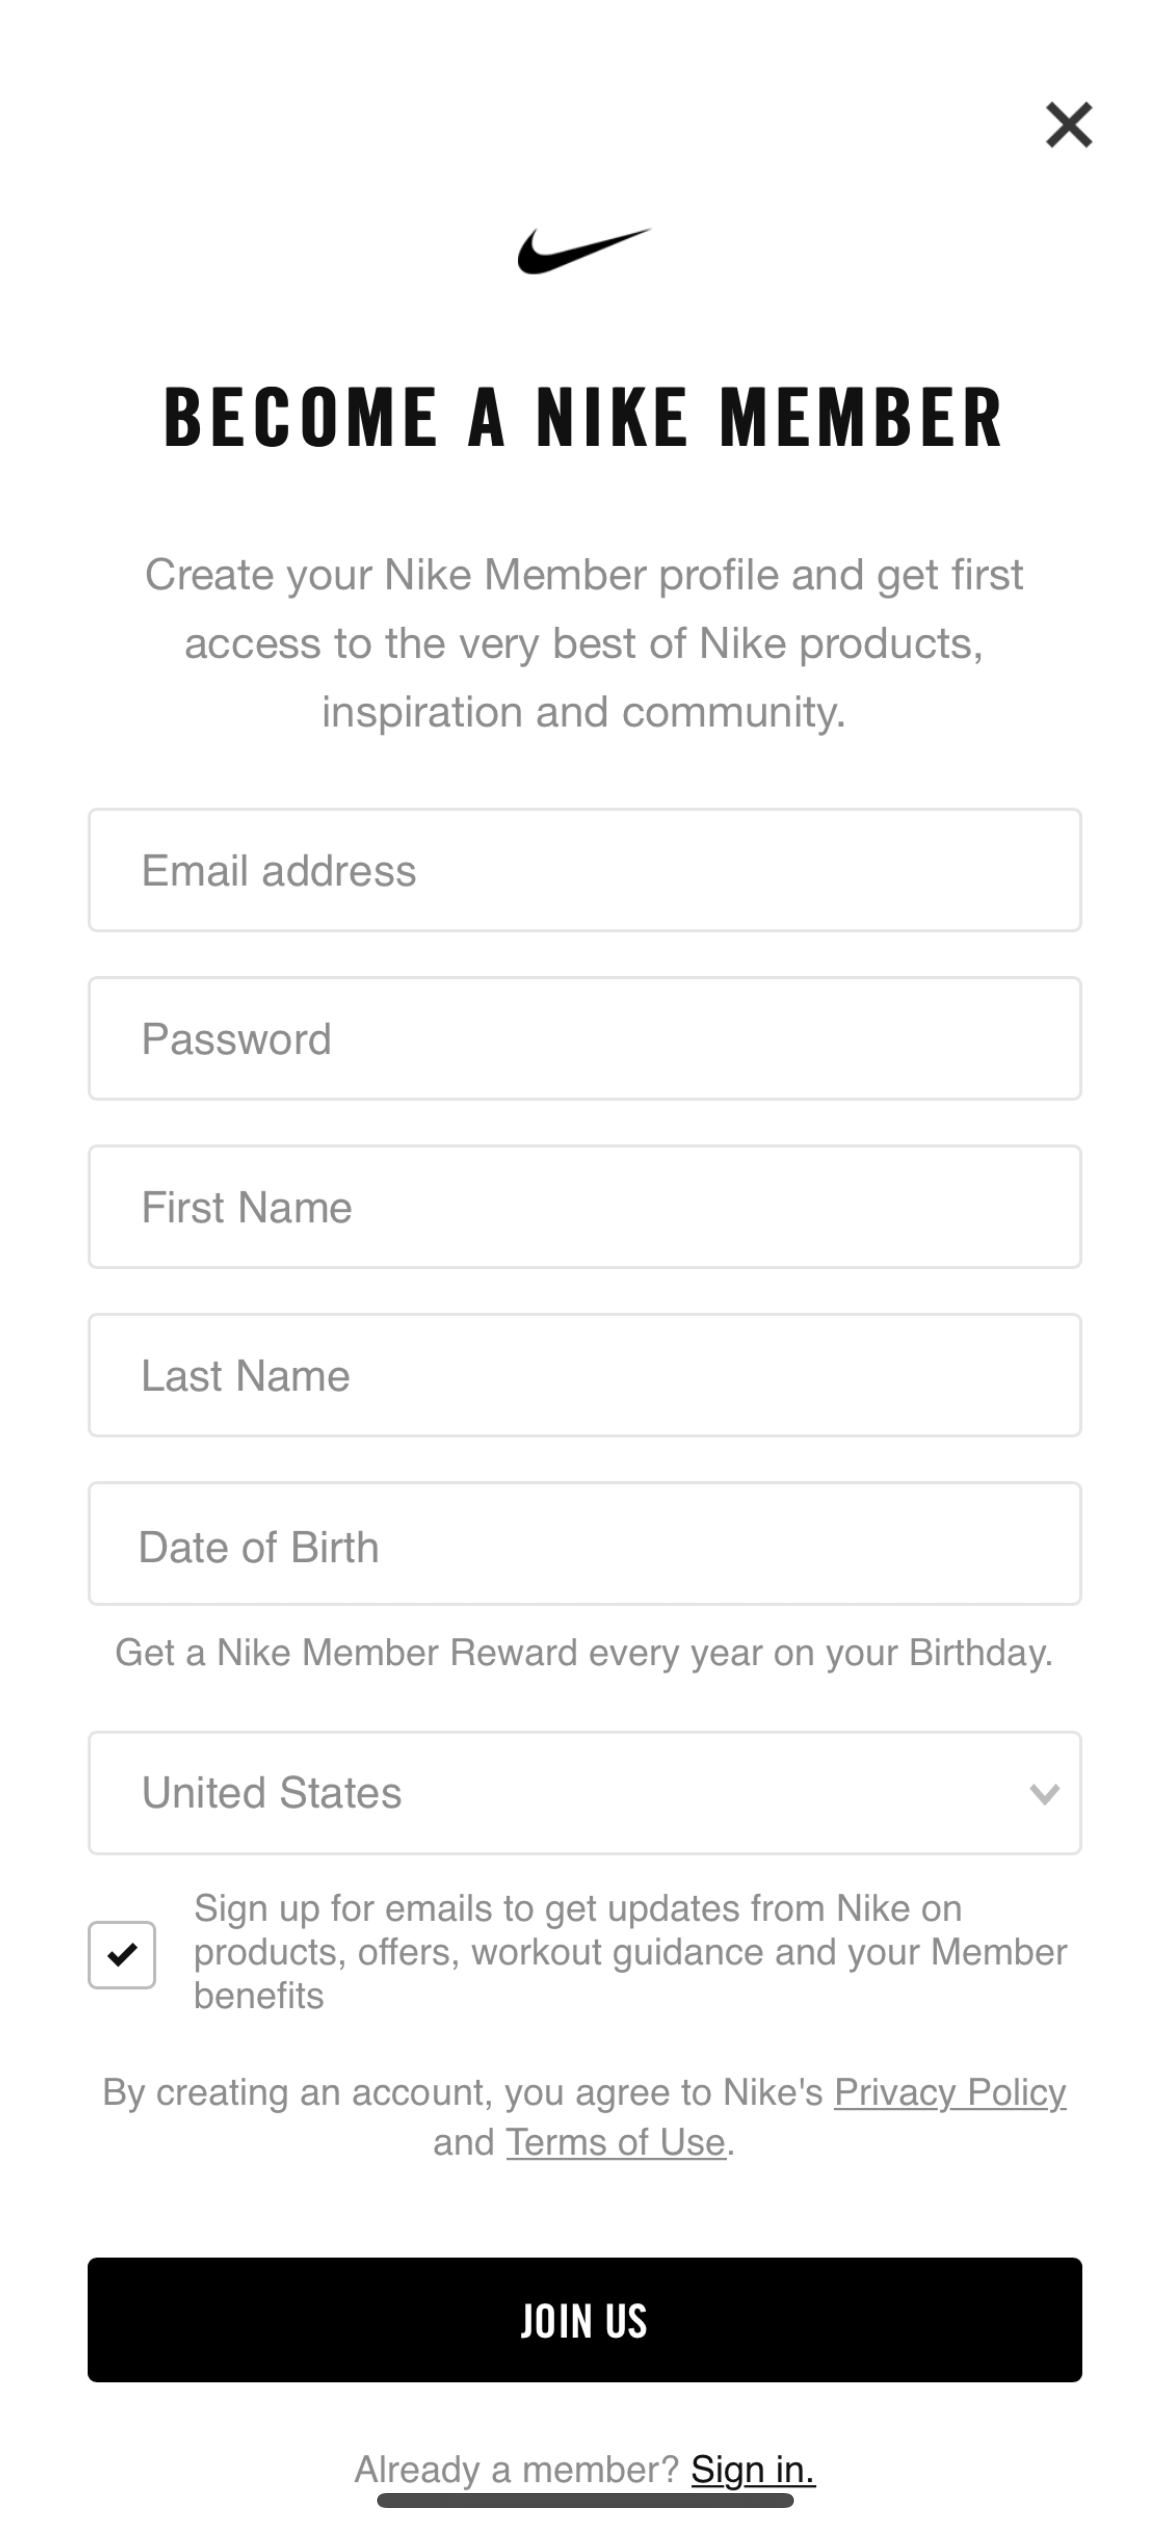 BECOME A NIKE MEMBER
Create your Nike Member profile and get first
access to the very best of Nike products,
inspiration and community.
Email address
Password
First Name
Last Name
Date of Birth
Get a Nike Member Reward every year on your Birthday.
United States
Sign up for emails to get updates from Nike on
products, offers, workout guidance and your Member
benefits
By creating an account, you agree to Nike's Privacy Policy
and Terms of Use.
JOIN US
Already a member? Sign in.